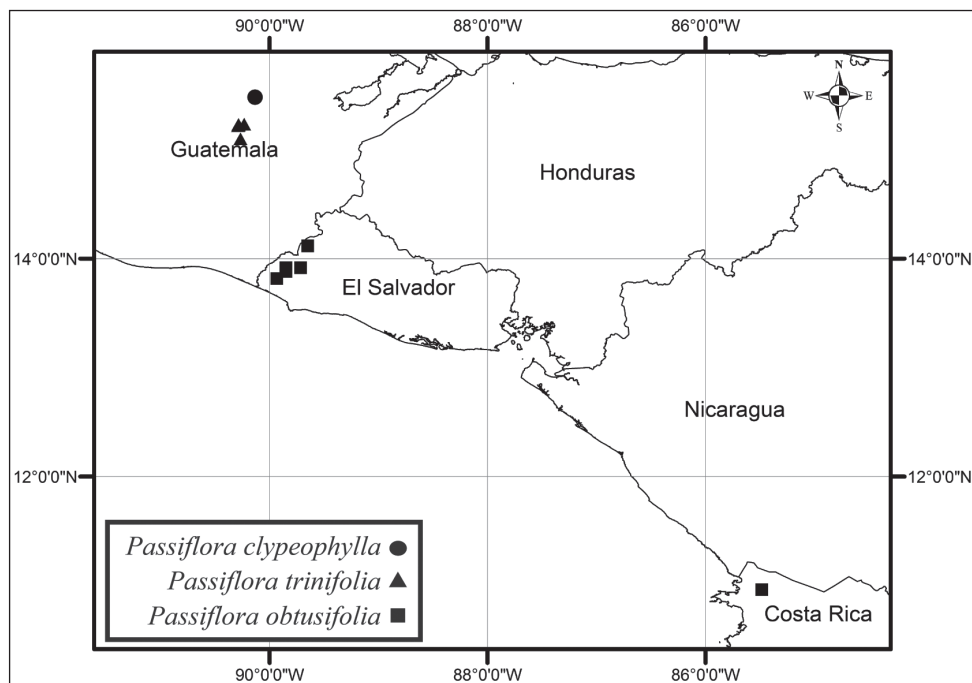 90°0'0"W 88°0'0"W 86°0'0"W
N
W E
S
Guatemala
Honduras
14°0'0"N 14°0'0"N
El Salvador
Nicaragua
12°0'0"N 12°0'0"N
Passiflora clypeophylla
Passiflora trinifolia
Passiflora obtusifolia
Costa Rica
90°0'0"W 88°0'0"W 86°0'0"W